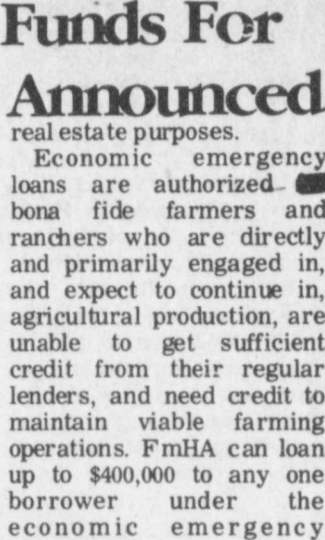 Funds For
Announced
real estate purposes.
Economic emergency
loans are authorized
bona fide farmers and
ranchers who are directly
and primarily engaged in,
and expect to continue in,
agricultural production, are
unable to get sufficient
credit from their regular
lenders, and need credit to
maintain viable farming
operations. FmHA can loan
up to $400,000 to any one
borrower under the
economic emergency